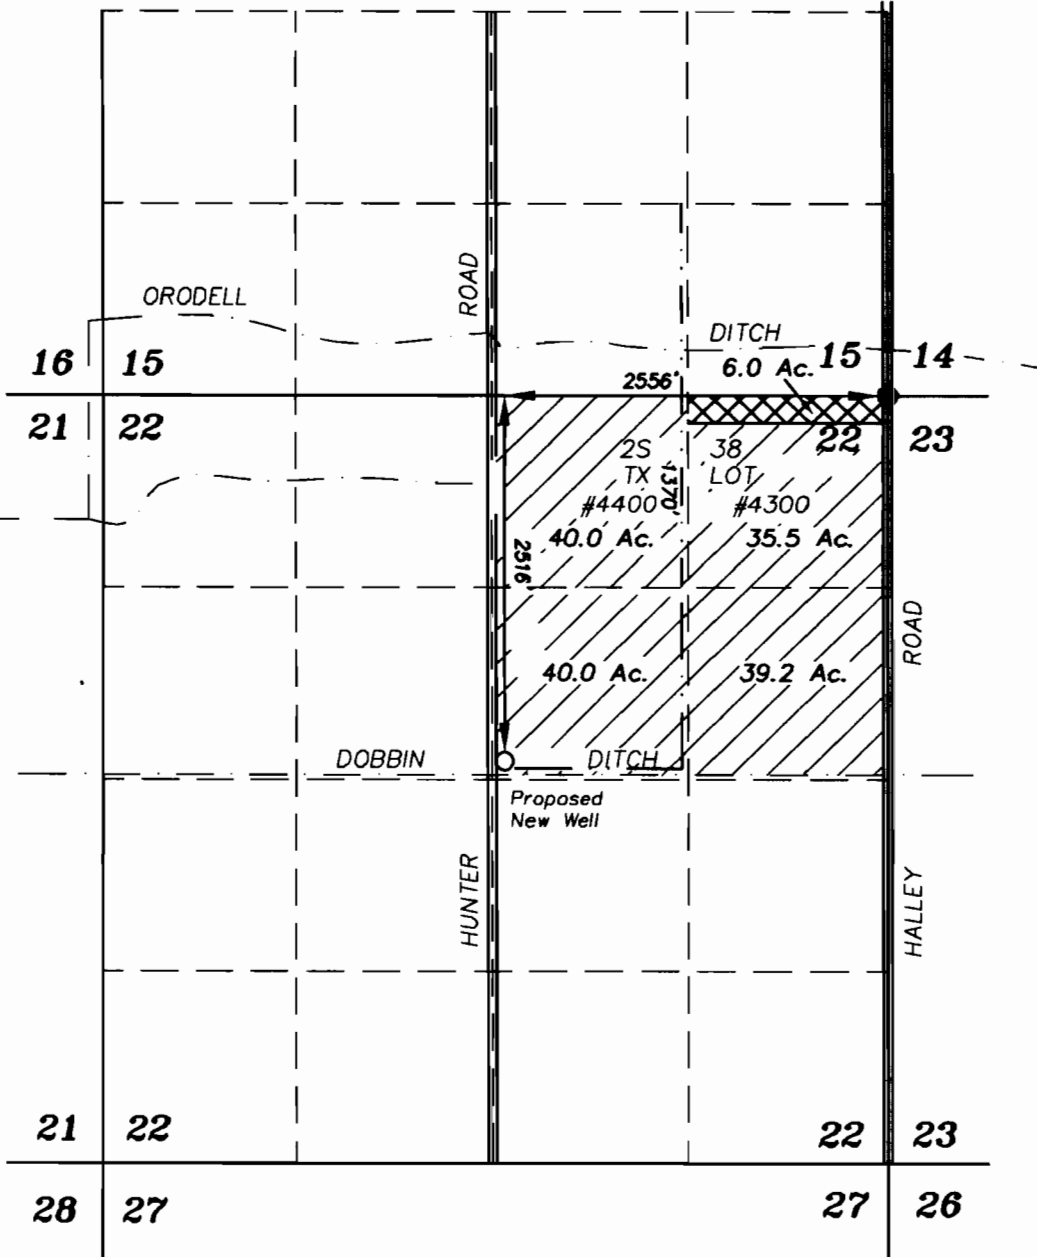 ROAD
ORODELL
DITCH
16 15
15 14
6.0 Ac.
2556'
21 22
22 23
2S 38
TX LOT
1370'
#4400 #4300
40.0 Ac. 35.5 Ac.
2516'
ROAD
40.0 Ac. 39.2 Ac.
DOBBIN DITCH
Proposed
New Well
HUNTER
HALLEY
21 22
22 23
28 27
27 26